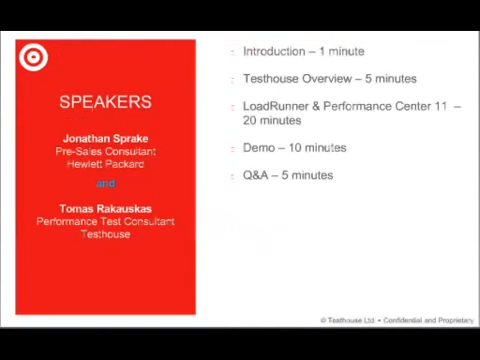 SPEAKERS
Jonathan Sprake
Pre-Sales Consultant
Hewlett Packard
and
Tomas Rakauskas
Performance Test Consultant
Testhouse
Introduction – 1 minute
Testhouse Overview – 5 minutes
LoadRunner & Performance Center 11 –
20 minutes
Demo – 10 minutes
Q&A – 5 minutes
© Testhouse Ltd • Confidential and Proprietary